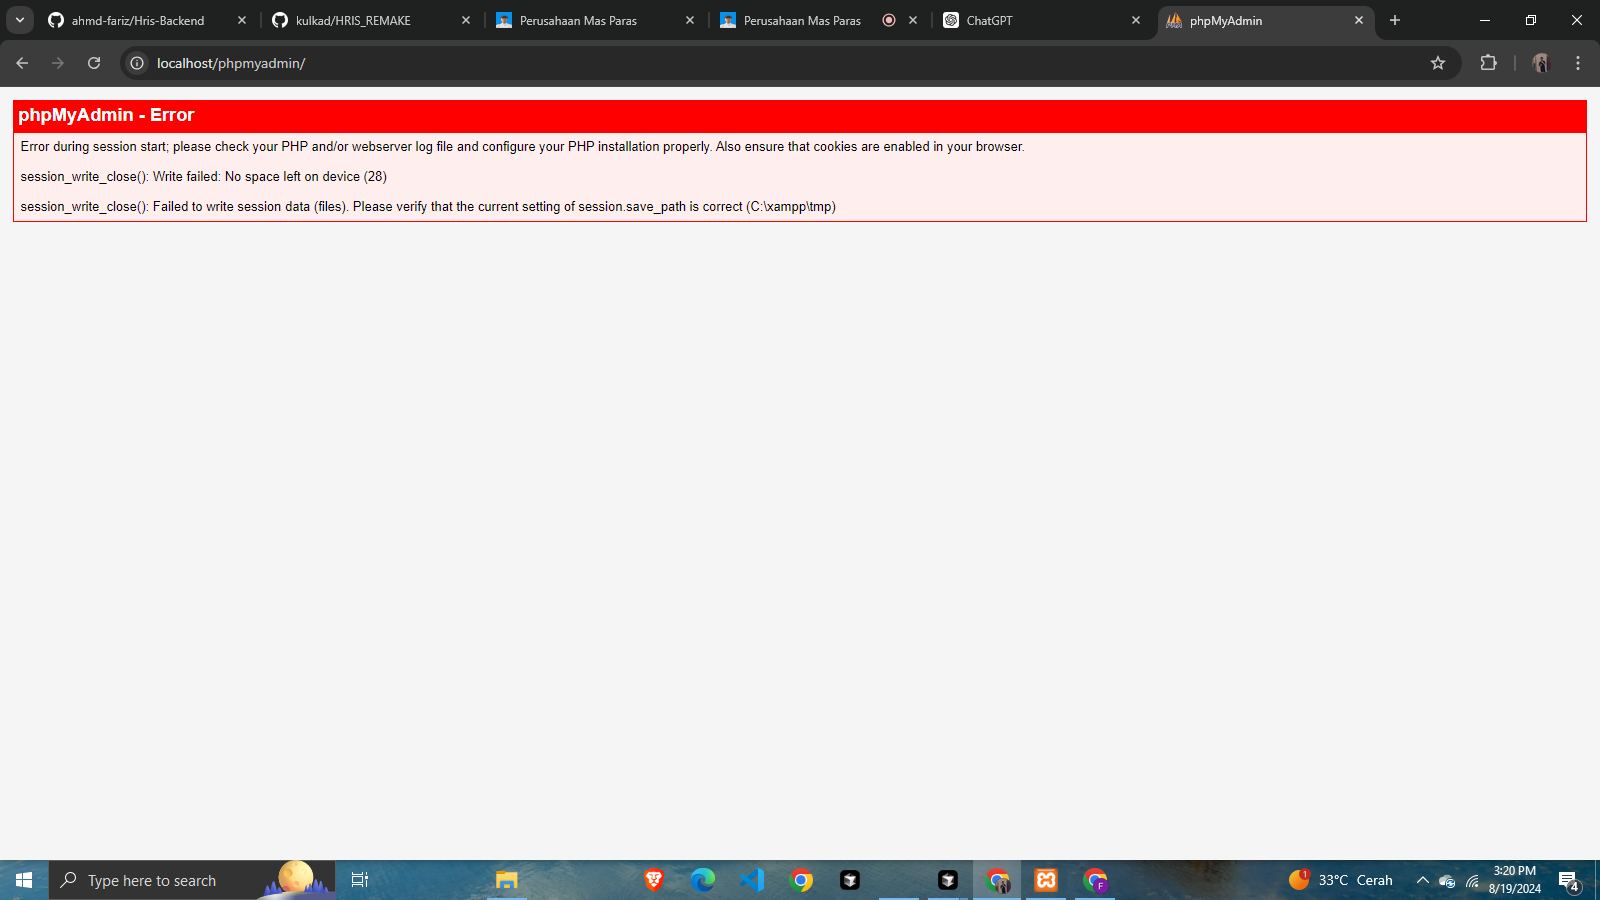 ahmd-fariz/Hris-Backend
kulkad/HRIS_REMAKE
Perusahaan Mas Paras
Perusahaan Mas Paras
ChatGPT
phpMyAdmin
localhost/phpmyadmin/
phpMyAdmin - Error
Error during session start; please check your PHP and/or webserver log file and configure your PHP installation properly. Also ensure that cookies are enabled in your browser.
session_write_close(): Write failed: No space left on device (28)
session_write_close(): Failed to write session data (files). Please verify that the current setting of session.save_path is correct (C:\xampp\tmp)
Type here to search
F
1
33°C Cerah
3:20 PM
8/19/2024
4